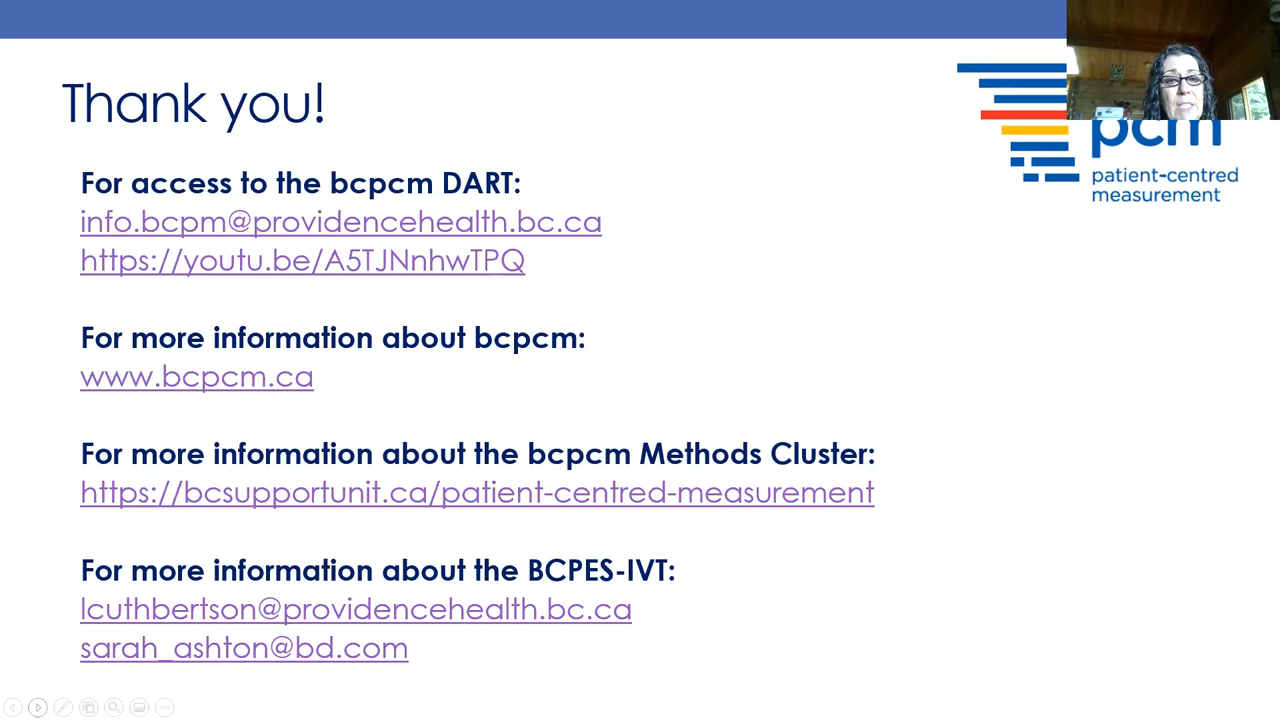 Thank you!
For access to the bcpcm DART:
info.bcpm@providencehealth.bc.ca
https://youtu.be/A5TJNnhwTPQ
For more information about bcpcm:
www.bcpcm.ca
For more information about the bcpcm Methods Cluster:
https://bcsupportunit.ca/patient-centred-measurement
For more information about the BCPES-IVT:
lcuthbertson@providencehealth.bc.ca
sarah_ashton@bd.com
pcm
patient-centred
measurement